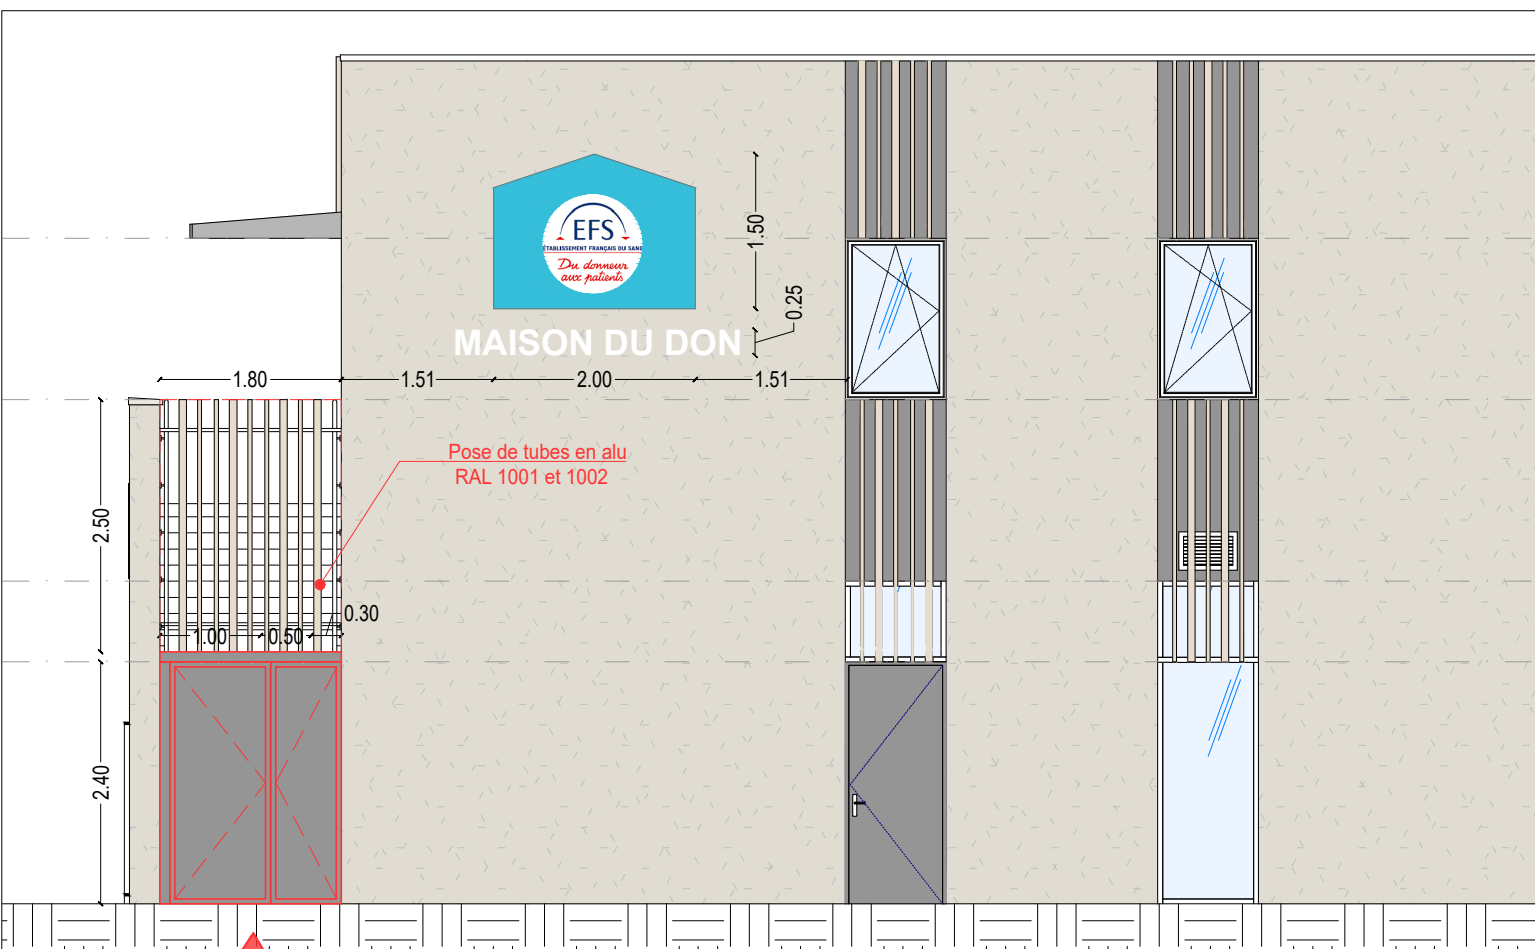 EFS
ÉTABLISSEMENT FRANÇAIS DU SANG
Du donneur
aux patients
1.50
0.25
MAISON DU DON
1.80
1.51
2.00
1.51
Pose de tubes en alu
RAL 1001 et 1002
2.50
0.30
1.00
0.50
2.40